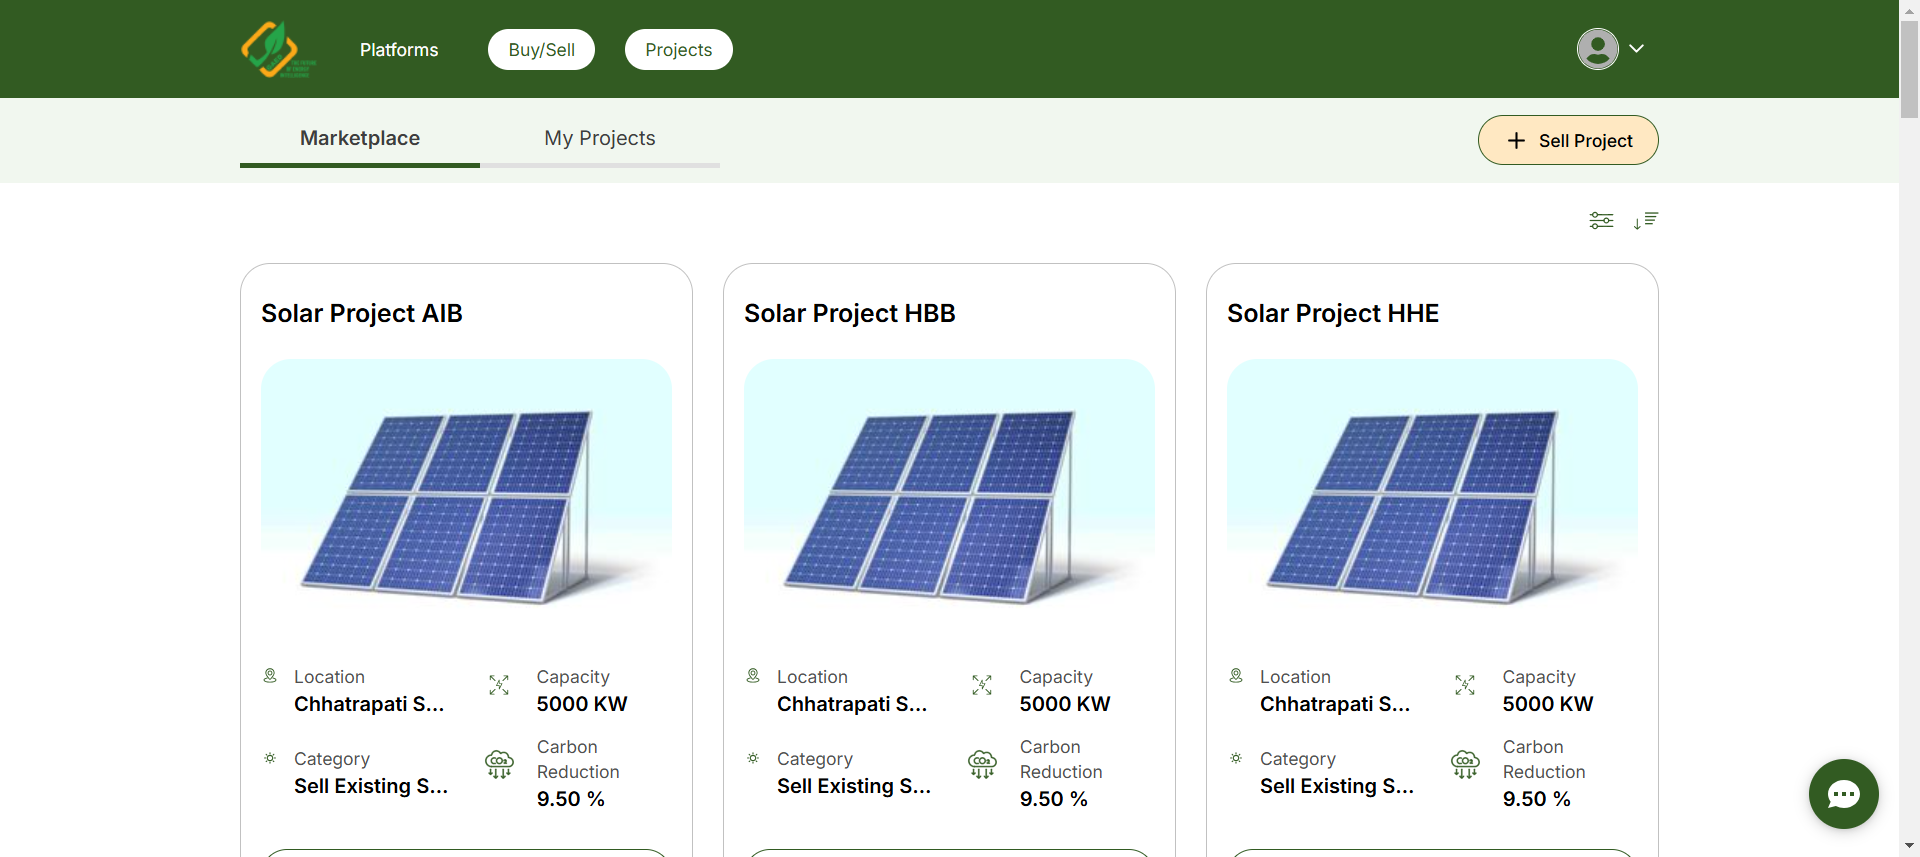 Platforms
Buy/Sell
Projects
Marketplace
My Projects
Sell Project
Solar Project AIB
Solar Project HBB
Solar Project HHE
Location
Chhatrapati S...
Capacity
5000 KW
Category
Sell Existing S...
Carbon
Reduction
9.50 %
Location
Chhatrapati S...
Capacity
5000 KW
Category
Sell Existing S...
Carbon
Reduction
9.50 %
Location
Chhatrapati S...
Capacity
5000 KW
Category
Sell Existing S...
Carbon
Reduction
9.50 %